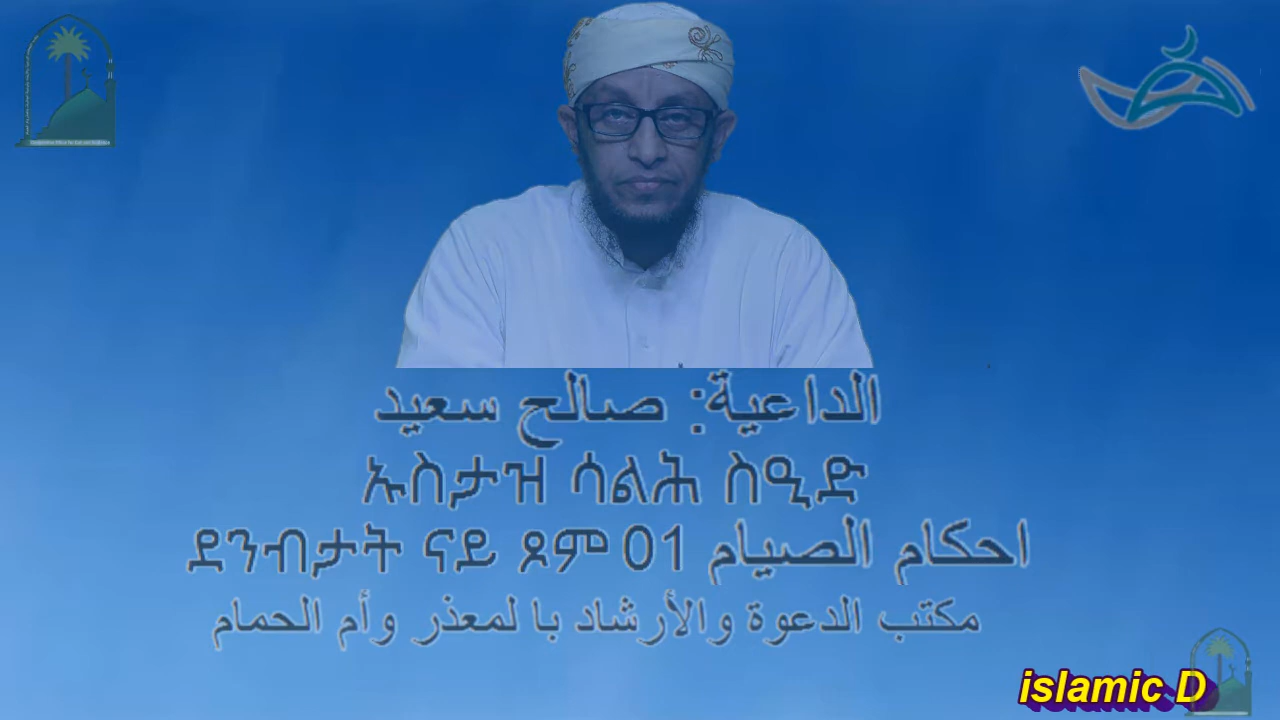 الداعية: صالح سعيد
ኡስታዝ ሳልሕ ስዒድ
ደንብታት ናይ ጾም 01 احكام الصيام
مكتب الدعوة والأرشاد با لمعذر وأم الحمام
islamic D